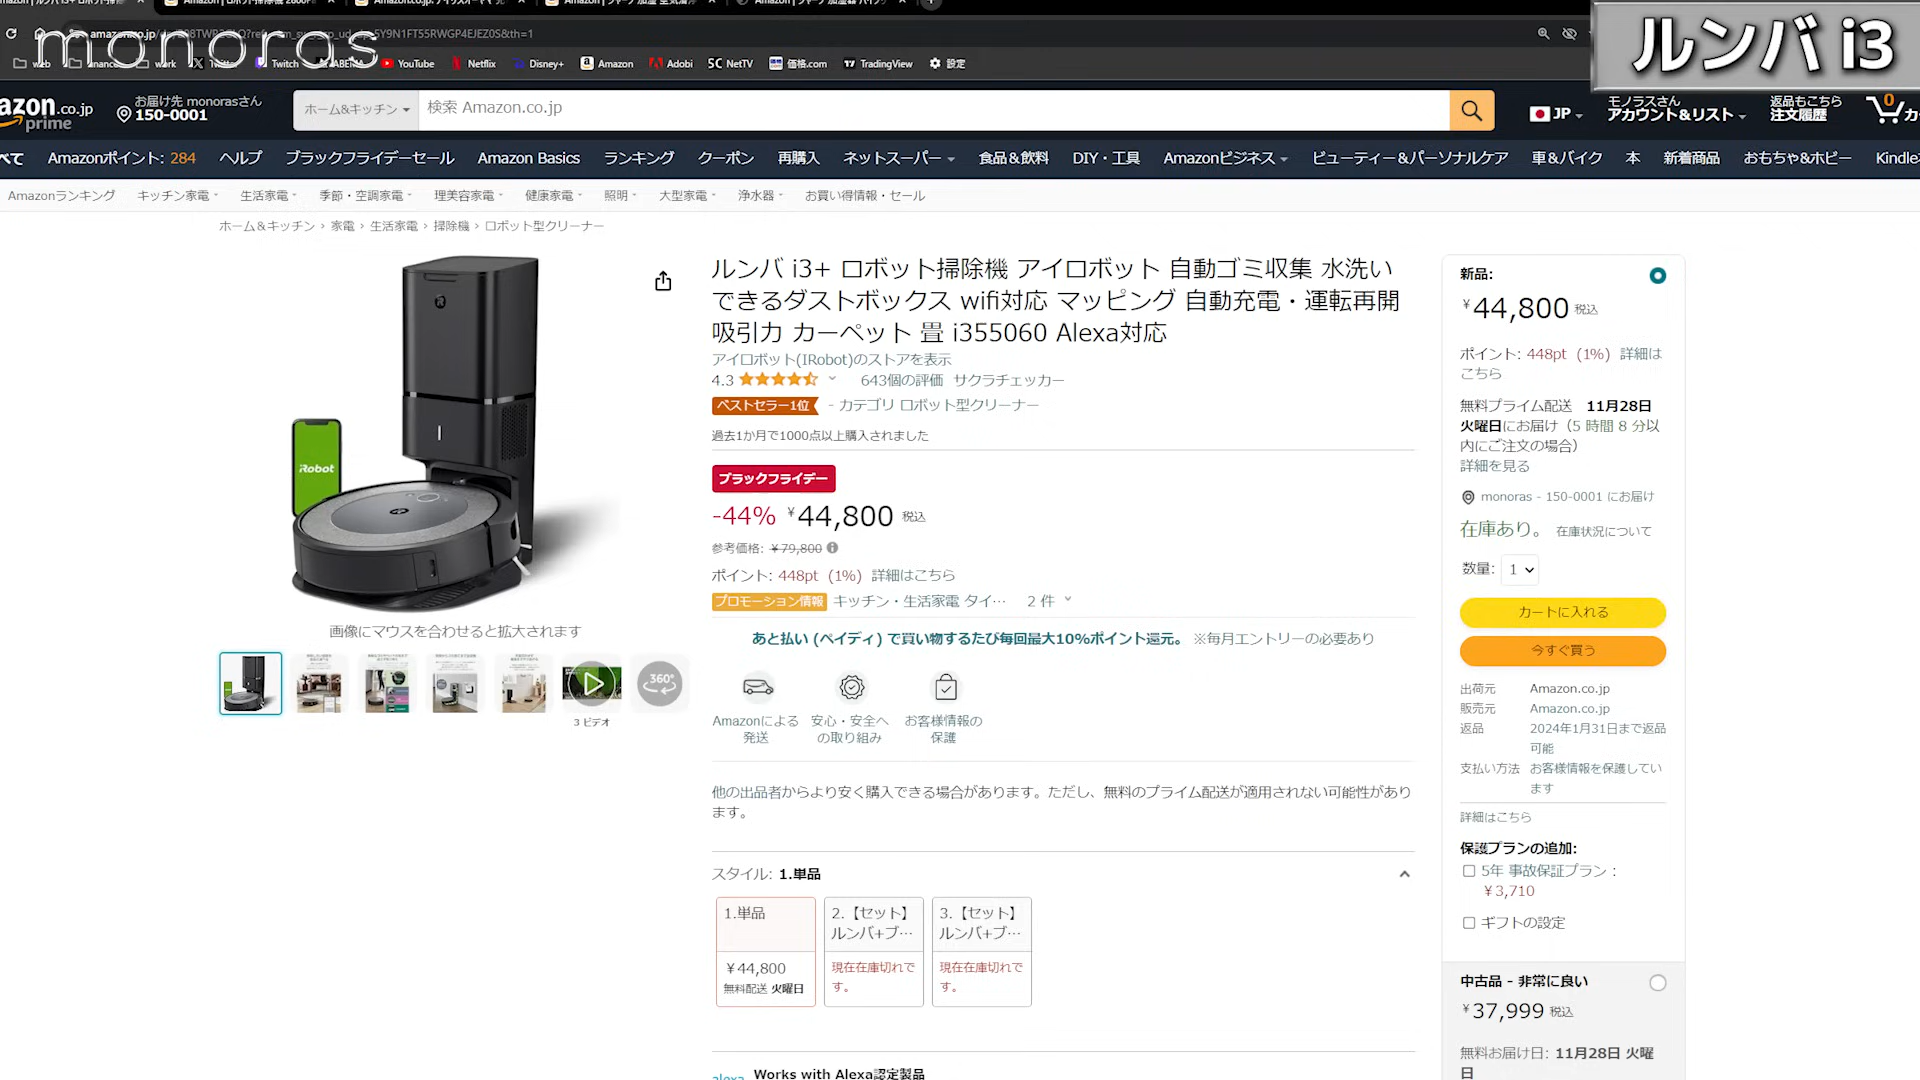 monoras
ルンバ i3
Twitch
YouTube
Netflix
Disney+
Amazon
Adobi
NetTV
価格.com
TradingView
設定
azon.co.jp
prime
お届け先 monorasさん
150-0001
ホーム&キッチン
検索 Amazon.co.jp
JP
モノラスさん
アカウント&リスト
返品もこちら
注文履歴
0
カー
べて
Amazonポイント: 284
ヘルプ
ブラックフライデーセール
Amazon Basics
ランキング
クーポン
再購入
ネットスーパー
食品&飲料
DIY・工具
Amazonビジネス
ビューティー&パーソナルケア
車&バイク
本
新着商品
おもちゃ&ホビー
Kindle
Amazonランキング
キッチン家電
生活家電
季節・空調家電
理美容家電
健康家電
照明
大型家電
浄水器
お買い得情報・セール
ホーム&キッチン › 家電 › 生活家電 › 掃除機 › ロボット型クリーナー
iRobot
画像にマウスを合わせると拡大されます
360°
3 ビデオ
ルンバ i3+ ロボット掃除機 アイロボット 自動ゴミ収集 水洗い
できるダストボックス wifi対応 マッピング 自動充電・運転再開
吸引力 カーペット 畳 i355060 Alexa対応
アイロボット(IRobot)のストアを表示
4.3
643個の評価
サクラチェッカー
ベストセラー1位 - カテゴリ ロボット型クリーナー
過去1か月で1000点以上購入されました
ブラックフライデー
-44% ¥44,800 税込
参考価格: ¥79,800
ポイント: 448pt (1%) 詳細はこちら
プロモーション情報 キッチン・生活家電 タイ… 2 件
あと払い (ペイディ) で買い物するたび毎回最大10%ポイント還元。 ※毎月エントリーの必要あり
Amazonによる
発送
安心・安全へ
の取り組み
お客様情報の
保護
他の出品者からより安く購入できる場合があります。ただし、無料のプライム配送が適用されない可能性があり
ます。
スタイル: 1.単品
1.単品
¥44,800
無料配送 火曜日
2.【セット】
ルンバ+ブ…
現在在庫切れで
す。
3.【セット】
ルンバ+ブ…
現在在庫切れで
す。
alexa
Works with Alexa認定製品
新品:
¥44,800 税込
ポイント: 448pt (1%) 詳細は
こちら
無料プライム配送 11月28日
火曜日にお届け（5 時間 8 分以
内にご注文の場合）
詳細を見る
monoras - 150-0001 にお届け
在庫あり。 在庫状況について
数量: 1
カートに入れる
今すぐ買う
出荷元 Amazon.co.jp
販売元 Amazon.co.jp
返品 2024年1月31日まで返品
可能
支払い方法 お客様情報を保護してい
ます
詳細はこちら
保護プランの追加:
5年 事故保証プラン：
¥3,710
ギフトの設定
中古品 - 非常に良い
¥37,999 税込
無料お届け日: 11月28日 火曜
日